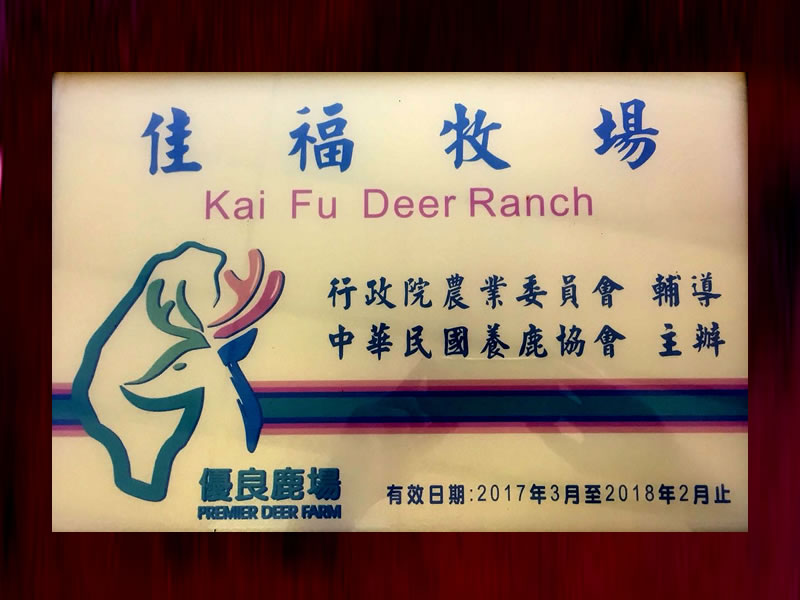 佳福牧場
Kai Fu Deer Ranch
行政院農業委員會 輔導
中華民國養鹿協會 主辦
優良鹿場
PREMIER DEER FARM
有效日期:2017年3月至2018年2月止